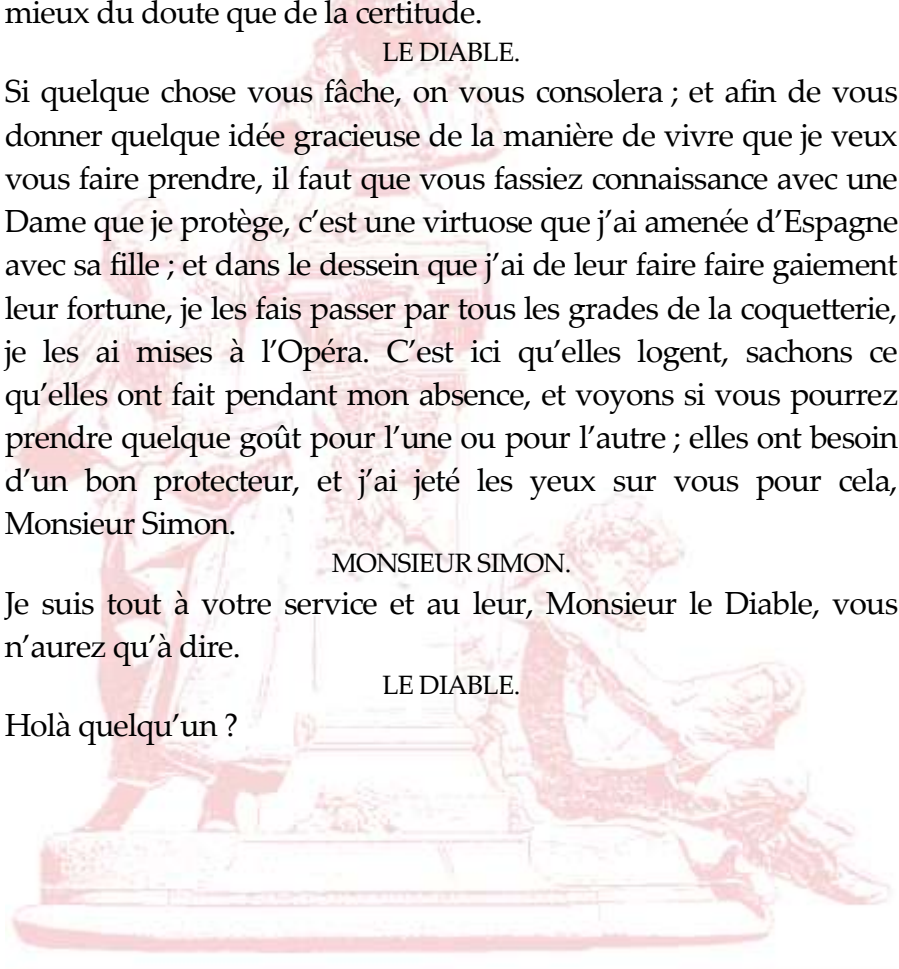 mieux du doute que de la certitude.
LE DIABLE.
Si quelque chose vous fâche, on vous consolera ; et afin de vous
donner quelque idée gracieuse de la manière de vivre que je veux
vous faire prendre, il faut que vous fassiez connaissance avec une
Dame que je protège, c’est une virtuose que j’ai amenée d’Espagne
avec sa fille ; et dans le dessein que j’ai de leur faire faire gaiement
leur fortune, je les fais passer par tous les grades de la coquetterie,
je les ai mises à l’Opéra. C’est ici qu’elles logent, sachons ce
qu’elles ont fait pendant mon absence, et voyons si vous pourrez
prendre quelque goût pour l’une ou pour l’autre ; elles ont besoin
d’un bon protecteur, et j’ai jeté les yeux sur vous pour cela,
Monsieur Simon.
MONSIEUR SIMON.
Je suis tout à votre service et au leur, Monsieur le Diable, vous
n’aurez qu’à dire.
LE DIABLE.
Holà quelqu’un ?